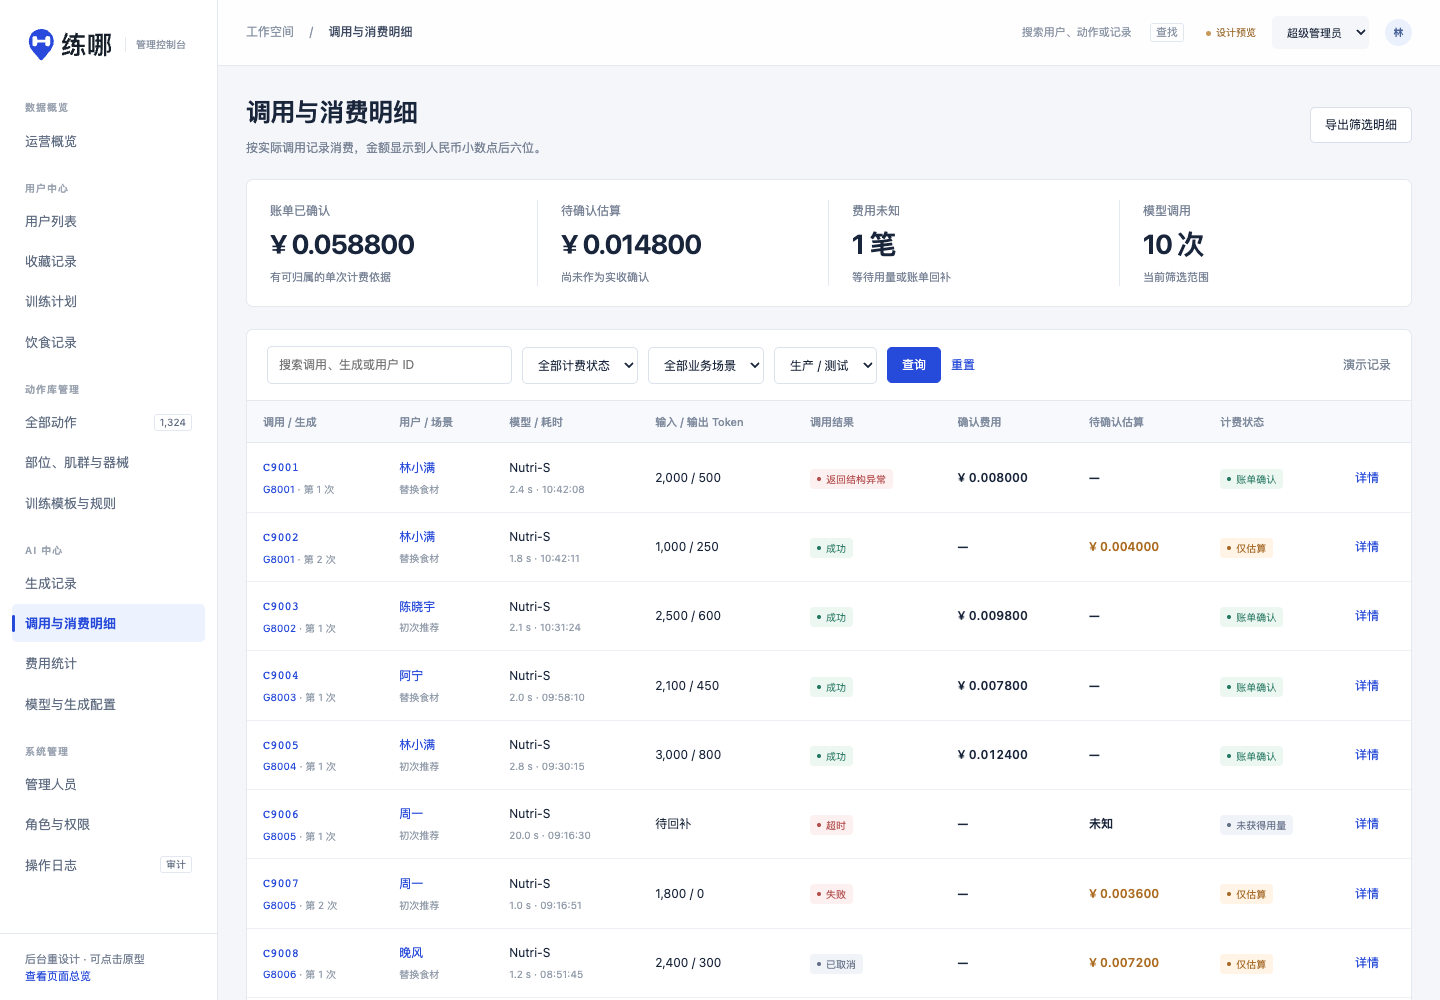 练哪 管理控制台
数据概览
运营概览
用户中心
用户列表
收藏记录
训练计划
饮食记录
动作库管理
全部动作 1,324
部位、肌群与器械
训练模板与规则
AI 中心
生成记录
调用与消费明细
费用统计
模型与生成配置
系统管理
管理人员
角色与权限
操作日志 审计
后台重设计 · 可点击原型
查看页面总览
工作空间 / 调用与消费明细 搜索用户、动作或记录 查找 设计预览 超级管理员 林
调用与消费明细
按实际调用记录消费，金额显示到人民币小数点后六位。
导出筛选明细
账单已确认
¥ 0.058800
有可归属的单次计费依据
待确认估算
¥ 0.014800
尚未作为实收确认
费用未知
1 笔
等待用量或账单回补
模型调用
10 次
当前筛选范围
搜索调用、生成或用户 ID 全部计费状态 全部业务场景 生产 / 测试 查询 重置 演示记录
调用 / 生成 用户 / 场景 模型 / 耗时 输入 / 输出 Token 调用结果 确认费用 待确认估算 计费状态
C9001 林小满 Nutri-S 2,000 / 500 返回结构异常 ¥ 0.008000 — 账单确认 详情
G8001 · 第 1 次 替换食材 2.4 s · 10:42:08
C9002 林小满 Nutri-S 1,000 / 250 成功 — ¥ 0.004000 仅估算 详情
G8001 · 第 2 次 替换食材 1.8 s · 10:42:11
C9003 陈晓宇 Nutri-S 2,500 / 600 成功 ¥ 0.009800 — 账单确认 详情
G8002 · 第 1 次 初次推荐 2.1 s · 10:31:24
C9004 阿宁 Nutri-S 2,100 / 450 成功 ¥ 0.007800 — 账单确认 详情
G8003 · 第 1 次 替换食材 2.0 s · 09:58:10
C9005 林小满 Nutri-S 3,000 / 800 成功 ¥ 0.012400 — 账单确认 详情
G8004 · 第 1 次 初次推荐 2.8 s · 09:30:15
C9006 周一 Nutri-S 待回补 超时 — 未知 未获得用量 详情
G8005 · 第 1 次 初次推荐 20.0 s · 09:16:30
C9007 周一 Nutri-S 1,800 / 0 失败 — ¥ 0.003600 仅估算 详情
G8005 · 第 2 次 初次推荐 1.0 s · 09:16:51
C9008 晚风 Nutri-S 2,400 / 300 已取消 — ¥ 0.007200 仅估算 详情
G8006 · 第 1 次 替换食材 1.2 s · 08:51:45